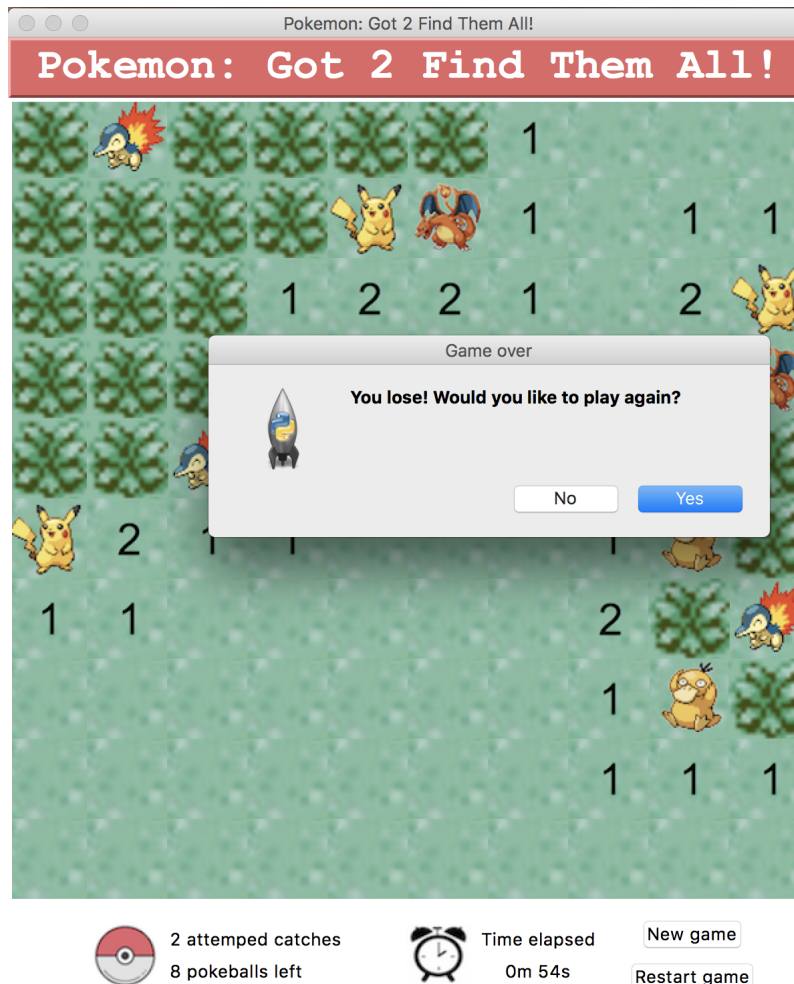 Pokemon: Got 2 Find Them All!
Pokemon: Got 2 Find Them All!
1
1 1 1
1 2 2 1 2
Game over
You lose! Would you like to play again?
No Yes
2 1 1 1
1 1 2
1
1 1 1
2 attemped catches
8 pokeballs left
Time elapsed
0m 54s
New game
Restart game